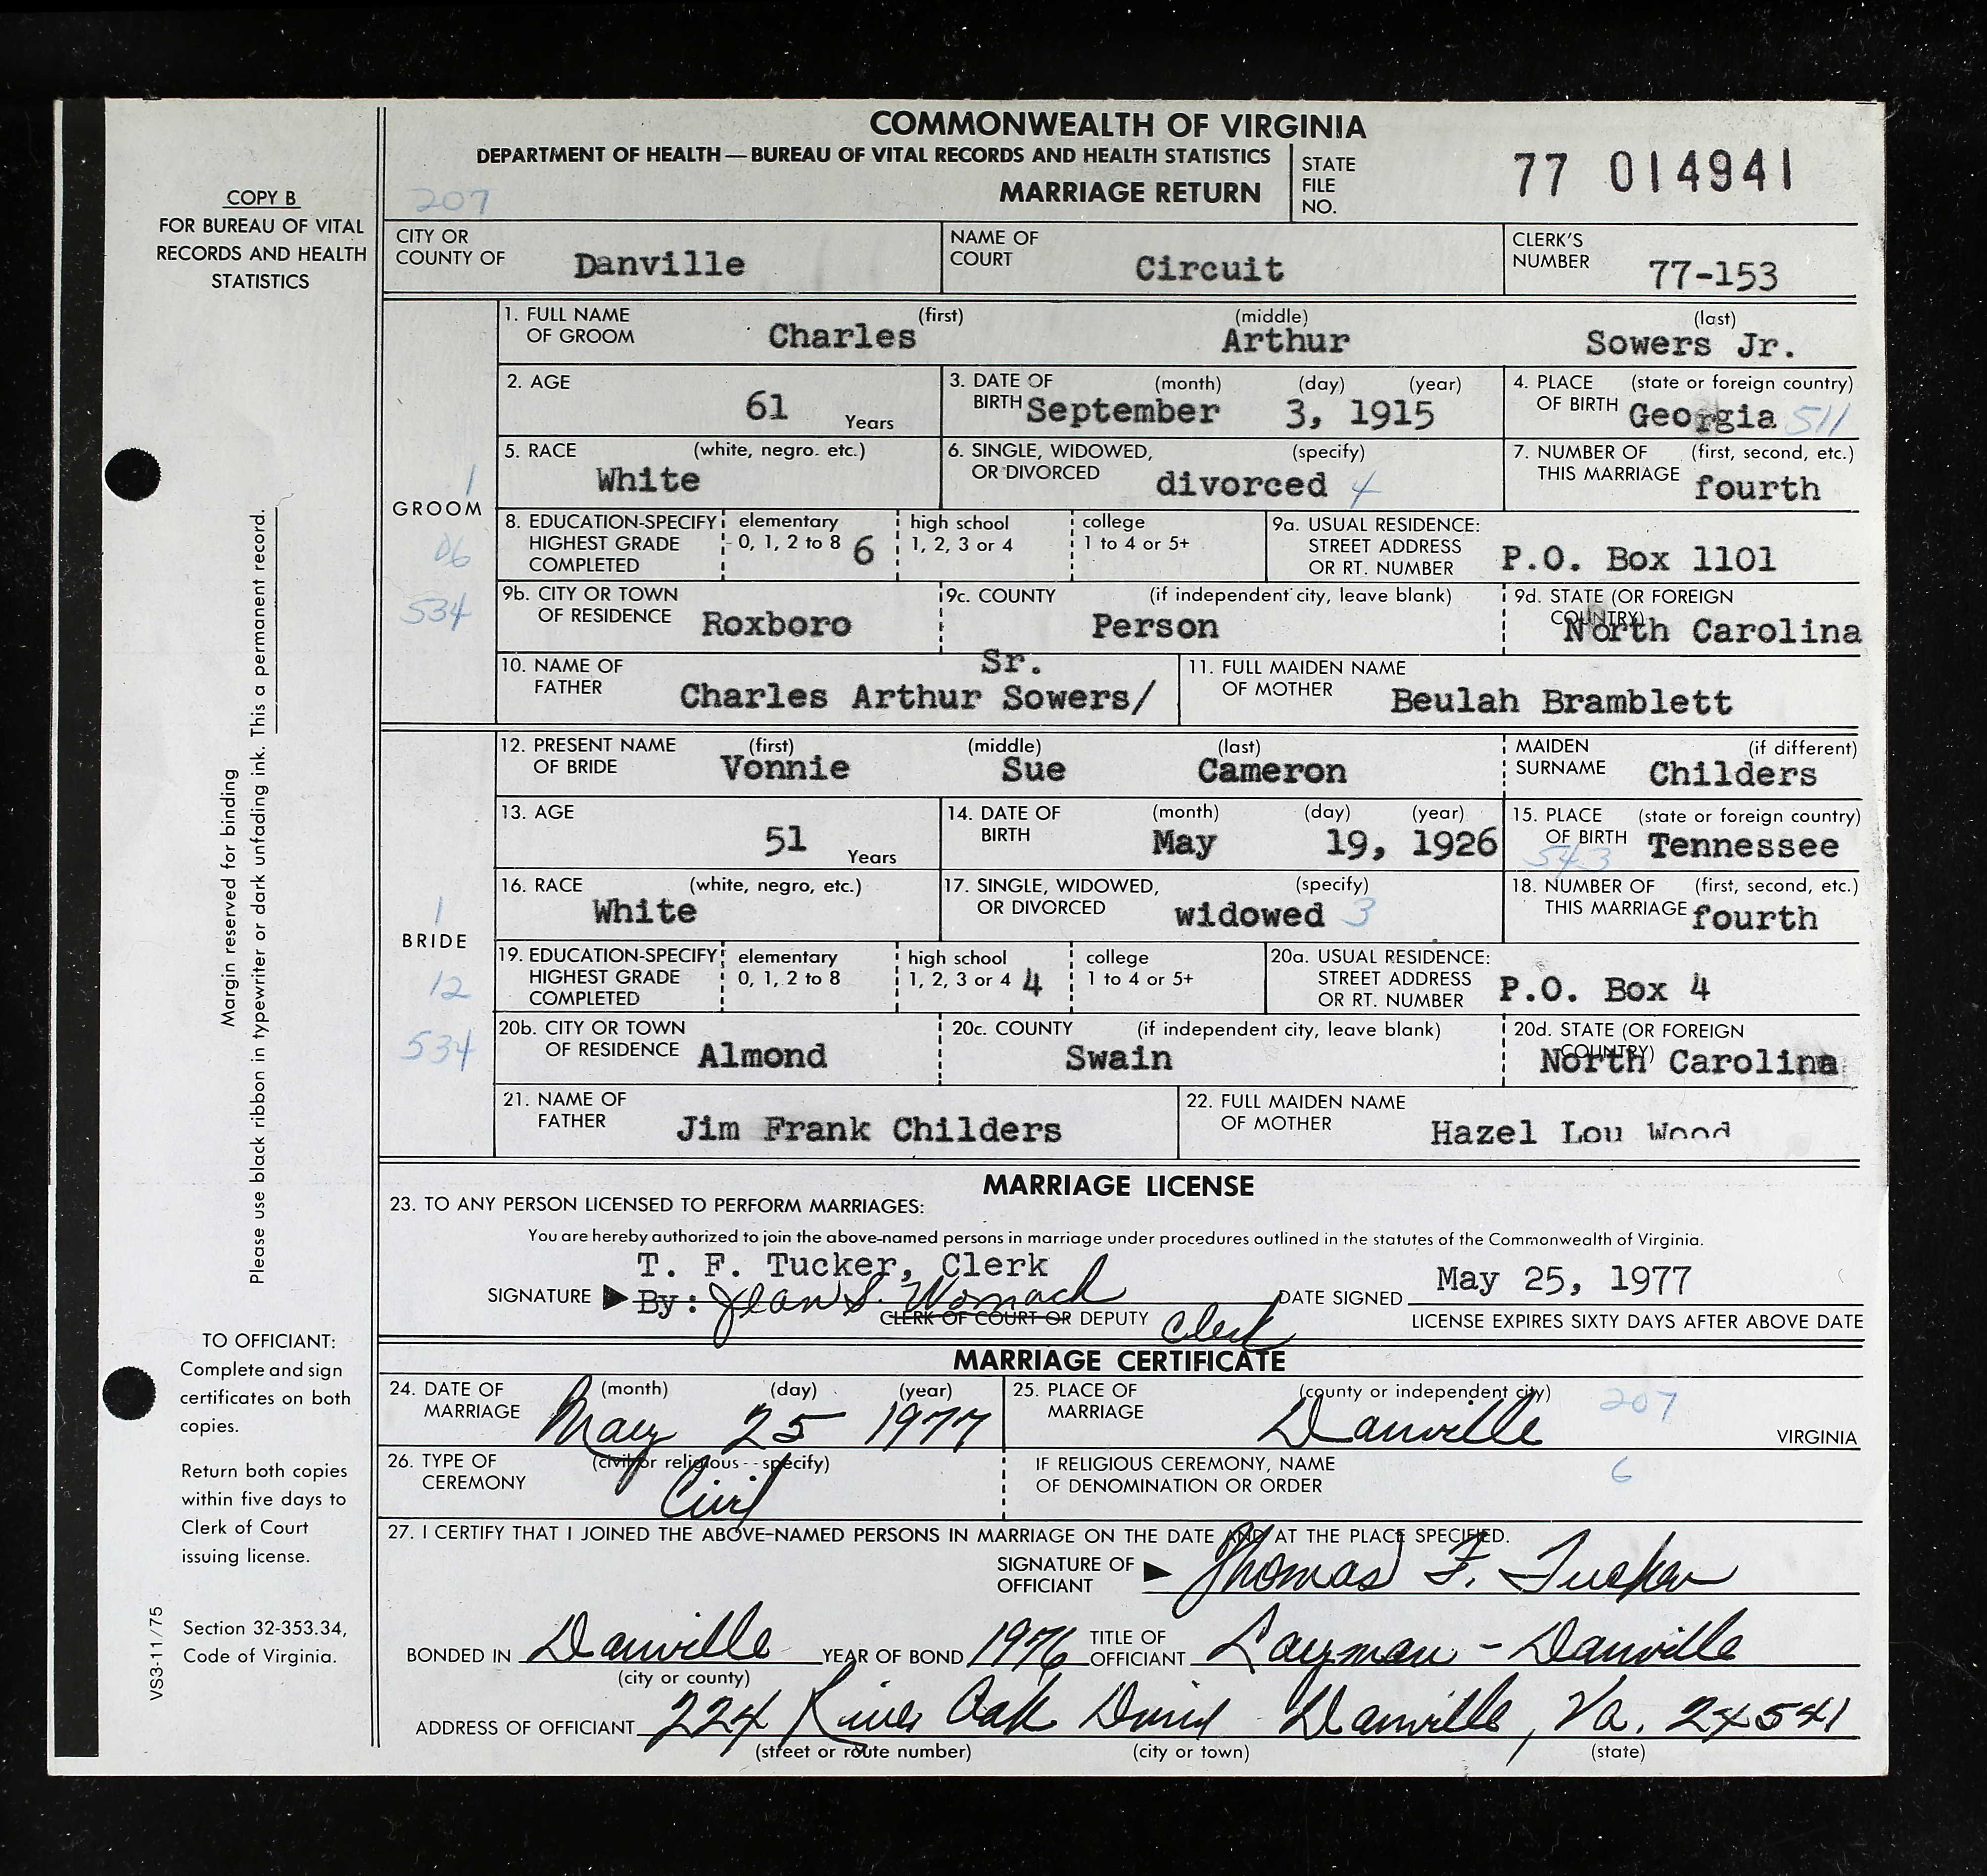 COMMONWEALTH OF VIRGINIA
DEPARTMENT OF HEALTH — BUREAU OF VITAL RECORDS AND HEALTH STATISTICS
207 MARRIAGE RETURN
STATE FILE NO. 77 014941
COPY B
FOR BUREAU OF VITAL
RECORDS AND HEALTH
STATISTICS
CITY OR COUNTY OF Danville NAME OF COURT Circuit CLERK'S NUMBER 77-153
GROOM
1
06
534
1. FULL NAME OF GROOM (first) Charles (middle) Arthur (last) Sowers Jr.
2. AGE 61 Years 3. DATE OF BIRTH (month) (day) (year) September 3, 1915 4. PLACE OF BIRTH (state or foreign country) Georgia 511
5. RACE (white, negro. etc.) White 6. SINGLE, WIDOWED, OR DIVORCED (specify) divorced 4 7. NUMBER OF THIS MARRIAGE (first, second, etc.) fourth
8. EDUCATION-SPECIFY HIGHEST GRADE COMPLETED elementary 0, 1, 2 to 8 6 high school 1, 2, 3 or 4 college 1 to 4 or 5+ 9a. USUAL RESIDENCE: STREET ADDRESS OR RT. NUMBER P.O. Box 1101
9b. CITY OR TOWN OF RESIDENCE Roxboro 9c. COUNTY (if independent city, leave blank) Person 9d. STATE (OR FOREIGN COUNTRY) North Carolina
10. NAME OF FATHER Charles Arthur Sowers/ Sr. 11. FULL MAIDEN NAME OF MOTHER Beulah Bramblett
BRIDE
1
12
534
12. PRESENT NAME OF BRIDE (first) Vonnie (middle) Sue (last) Cameron MAIDEN SURNAME (if different) Childers
13. AGE 51 Years 14. DATE OF BIRTH (month) (day) (year) May 19, 1926 15. PLACE OF BIRTH (state or foreign country) 543 Tennessee
16. RACE (white, negro, etc.) White 17. SINGLE, WIDOWED, OR DIVORCED (specify) widowed 3 18. NUMBER OF THIS MARRIAGE (first, second, etc.) fourth
19. EDUCATION-SPECIFY HIGHEST GRADE COMPLETED elementary 0, 1, 2 to 8 high school 1, 2, 3 or 4 4 college 1 to 4 or 5+ 20a. USUAL RESIDENCE: STREET ADDRESS OR RT. NUMBER P.O. Box 4
20b. CITY OR TOWN OF RESIDENCE Almond 20c. COUNTY (if independent city, leave blank) Swain 20d. STATE (OR FOREIGN COUNTRY) North Carolina
21. NAME OF FATHER Jim Frank Childers 22. FULL MAIDEN NAME OF MOTHER Hazel Lou Wood
MARRIAGE LICENSE
23. TO ANY PERSON LICENSED TO PERFORM MARRIAGES:
You are hereby authorized to join the above-named persons in marriage under procedures outlined in the statutes of the Commonwealth of Virginia.
T. F. Tucker, Clerk
SIGNATURE By: Jean S. Womack DATE SIGNED May 25, 1977
CLERK OF COURT OR DEPUTY Clerk LICENSE EXPIRES SIXTY DAYS AFTER ABOVE DATE
MARRIAGE CERTIFICATE
24. DATE OF MARRIAGE (month) (day) (year) May 25 1977 25. PLACE OF MARRIAGE (county or independent city) Danville 207 VIRGINIA
26. TYPE OF CEREMONY (civil or religious--specify) Civil IF RELIGIOUS CEREMONY, NAME OF DENOMINATION OR ORDER 6
27. I CERTIFY THAT I JOINED THE ABOVE-NAMED PERSONS IN MARRIAGE ON THE DATE AND AT THE PLACE SPECIFIED.
SIGNATURE OF OFFICIANT Thomas F. Tucker
BONDED IN Danville YEAR OF BOND 1976 TITLE OF OFFICIANT Layman - Danville
(city or county)
ADDRESS OF OFFICIANT 224 River Oak Danville, Va. 24541
(street or route number) (city or town) (state)
Margin reserved for binding
Please use black ribbon in typewriter or dark unfading ink. This a permanent record.
TO OFFICIANT:
Complete and sign
certificates on both
copies.
Return both copies
within five days to
Clerk of Court
issuing license.
Section 32-353.34,
Code of Virginia.
VS3-11/75